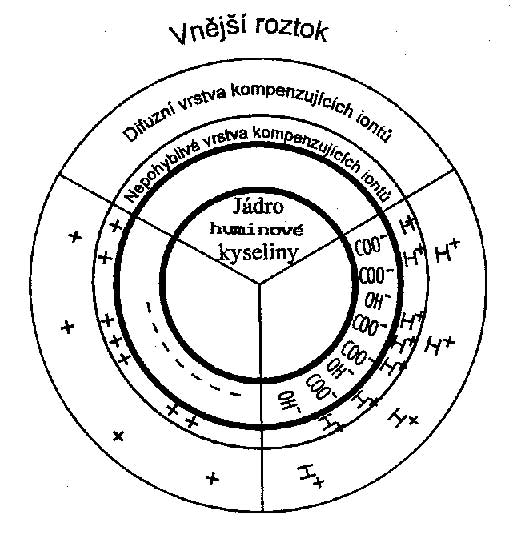 Vnější roztok
Difuzní vrstva kompenzujících iontů
Nepohyblivá vrstva kompenzujících iontů
Jádro
huminové
kyseliny
COO⁻
COO⁻
OH⁻
COO⁻
COO⁻
OH⁻
COO⁻
OH⁻
H⁺
H⁺
H⁺
H⁺
H⁺
H⁺
H⁺
H⁺
H⁺
H⁺
H⁺
+
+
+
+
+
+
+
+
+
+
+
- - - - - - - -